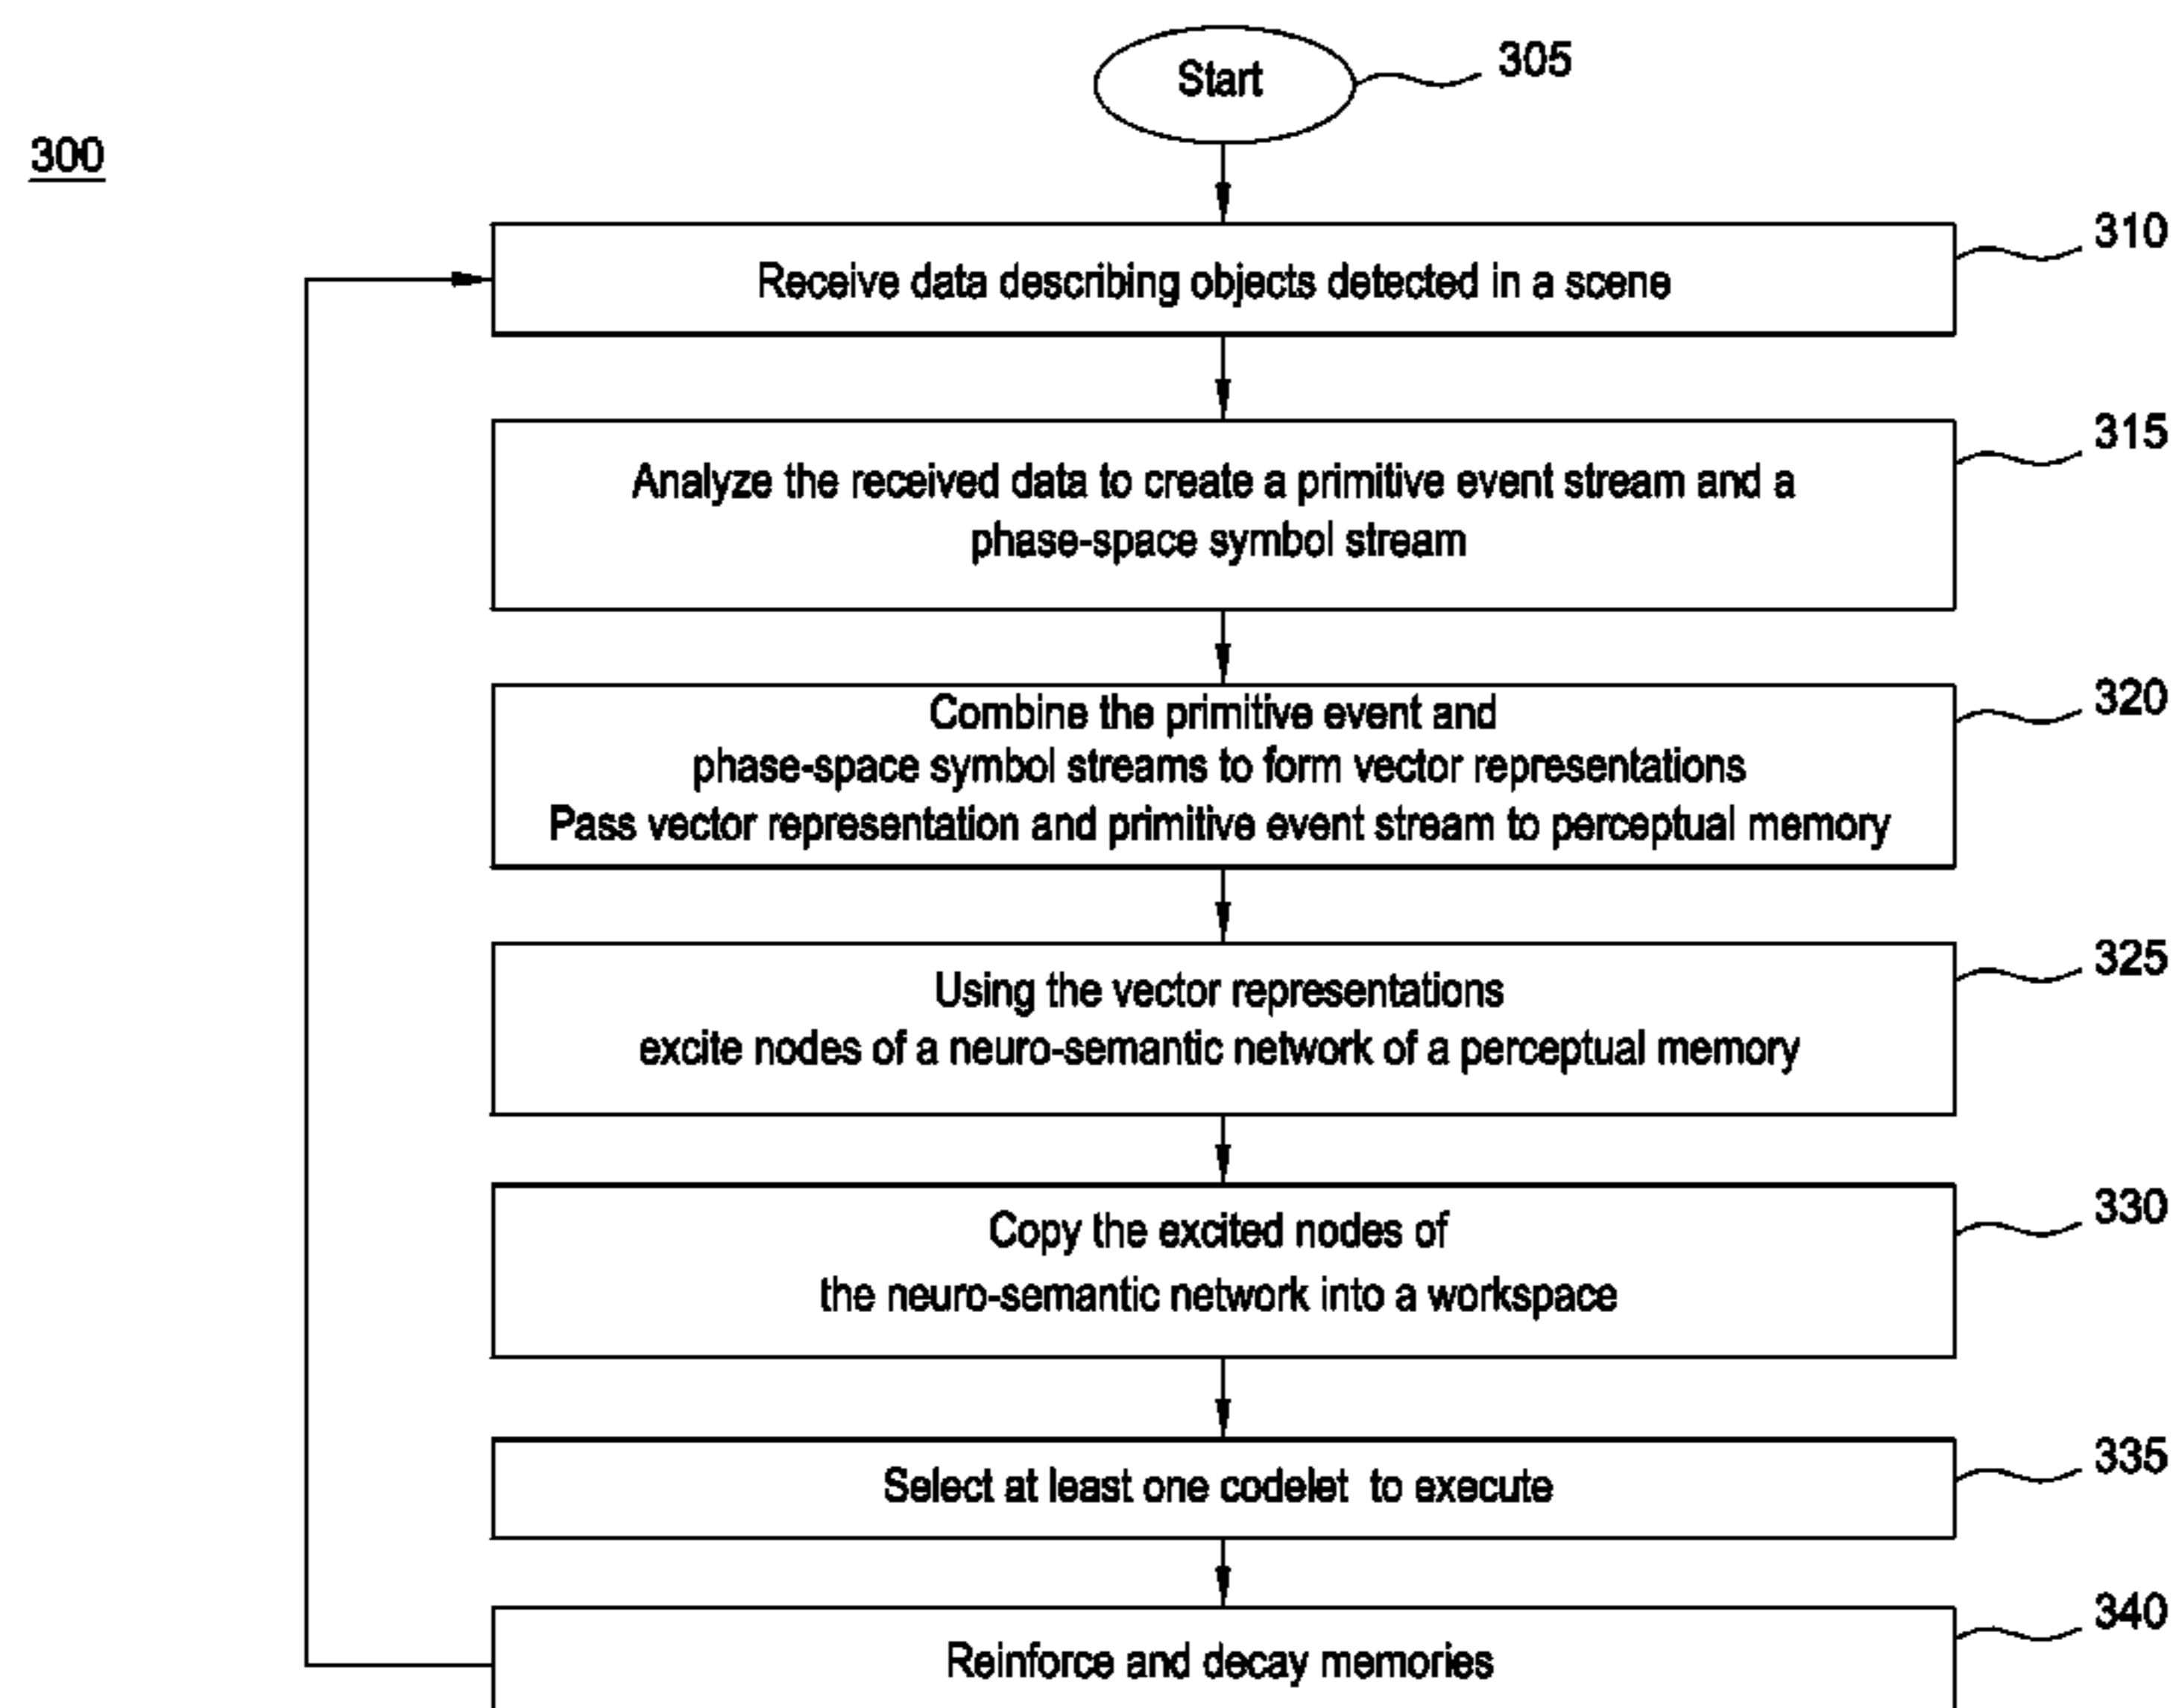 Start
305
300
Receive data describing objects detected in a scene
310
Analyze the received data to create a primitive event stream and a
phase-space symbol stream
315
Combine the primitive event and
phase-space symbol streams to form vector representations
Pass vector representation and primitive event stream to perceptual memory
320
Using the vector representations
excite nodes of a neuro-semantic network of a perceptual memory
325
Copy the excited nodes of
the neuro-semantic network into a workspace
330
Select at least one codelet to execute
335
Reinforce and decay memories
340